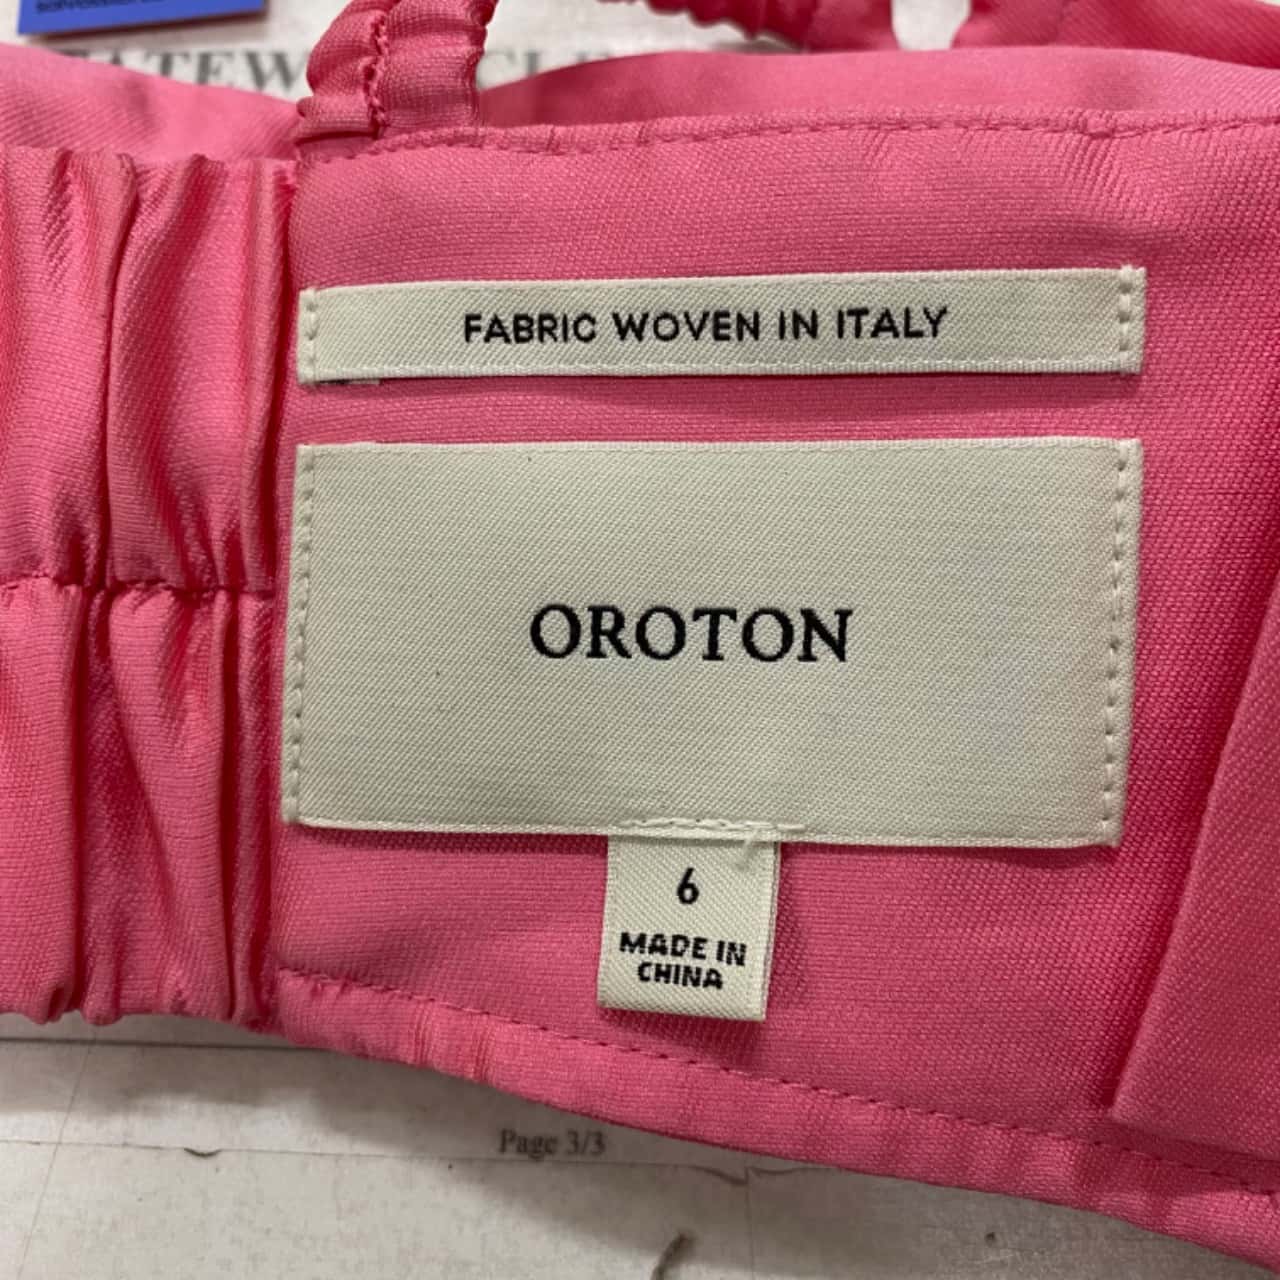 FABRIC WOVEN IN ITALY
OROTON
6
MADE IN
CHINA
Page 3/3